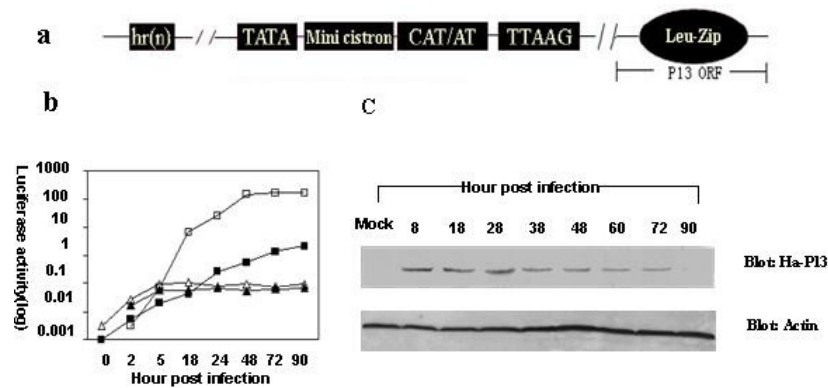 a
hr(n) // TATA Mini cistron CAT/AT TTAAG // Leu-Zip
P13 ORF
b
C
1000
100
10
1
0.1
0.01
0.001
Luciferase activity(log)
0 2 5 18 24 48 72 90
Hour post infection
Hour post infection
Mock 8 18 28 38 48 60 72 90
Blot: Ha-P13
Blot: Actin